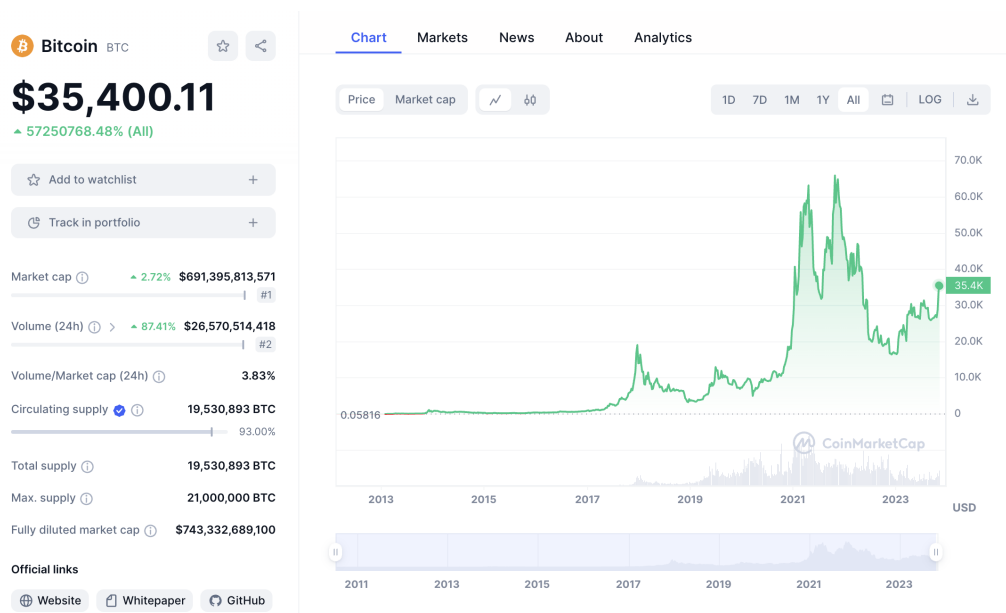 Bitcoin BTC
$35,400.11
57250768.48% (All)
Add to watchlist
Track in portfolio
Market cap 2.72% $691,395,813,571
#1
Volume (24h) 87.41% $26,570,514,418
#2
Volume/Market cap (24h) 3.83%
Circulating supply 19,530,893 BTC
93.00%
Total supply 19,530,893 BTC
Max. supply 21,000,000 BTC
Fully diluted market cap $743,332,689,100
Official links
Website Whitepaper GitHub
Chart Markets News About Analytics
Price Market cap
1D 7D 1M 1Y All LOG
70.0K
60.0K
50.0K
40.0K
35.4K
30.0K
20.0K
10.0K
0
0.05816
CoinMarketCap
2013 2015 2017 2019 2021 2023
USD
2011 2013 2015 2017 2019 2021 2023